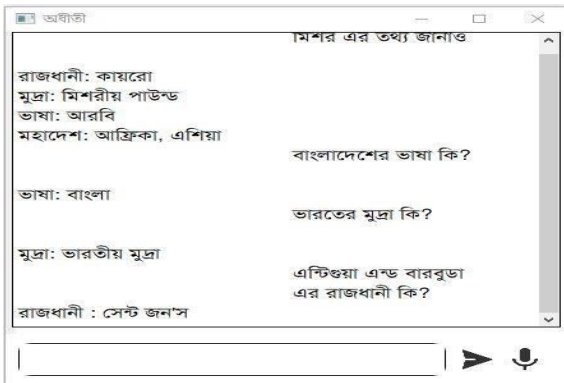 অধীতী
মিশর এর তথ্য জানাও
রাজধানী: কায়রো
মুদ্রা: মিশরীয় পাউন্ড
ভাষা: আরবি
মহাদেশ: আফ্রিকা, এশিয়া
বাংলাদেশের ভাষা কি?
ভাষা: বাংলা
ভারতের মুদ্রা কি?
মুদ্রা: ভারতীয় মুদ্রা
এন্টিগুয়া এন্ড বারবুডা
এর রাজধানী কি?
রাজধানী : সেন্ট জন'স